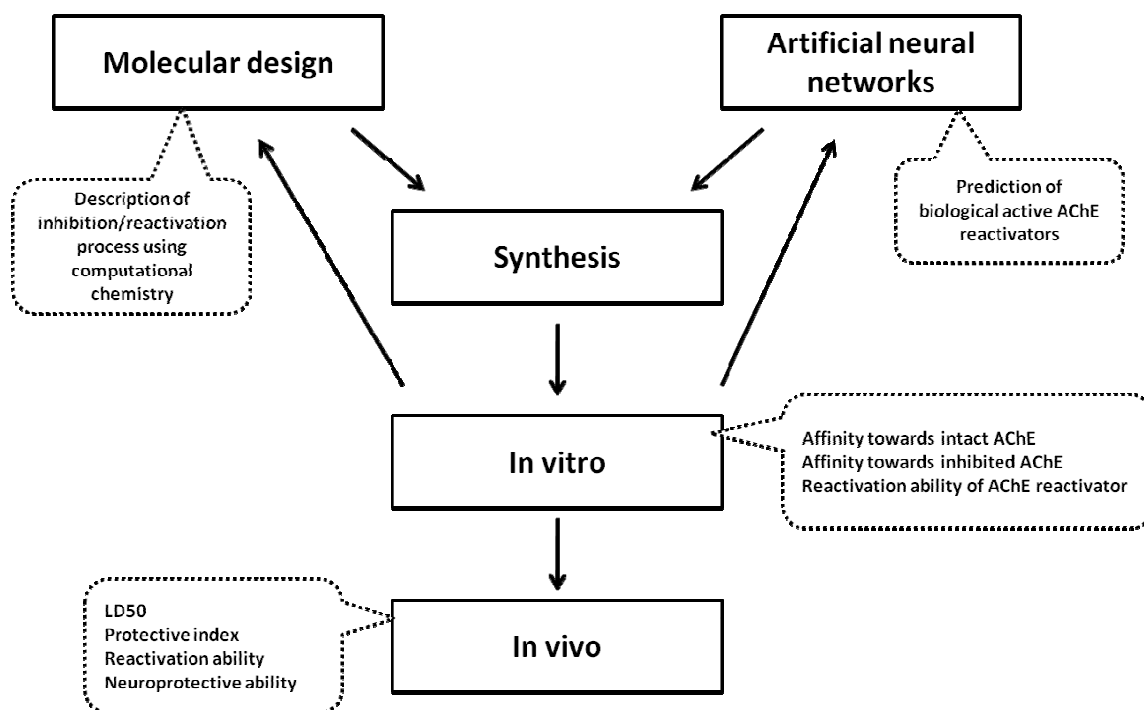 Molecular design
Artificial neural
networks
Description of
inhibition/reactivation
process using
computational
chemistry
Prediction of
biological active AChE
reactivators
Synthesis
In vitro
Affinity towards intact AChE
Affinity towards inhibited AChE
Reactivation ability of AChE reactivator
LD50
Protective index
Reactivation ability
Neuroprotective ability
In vivo